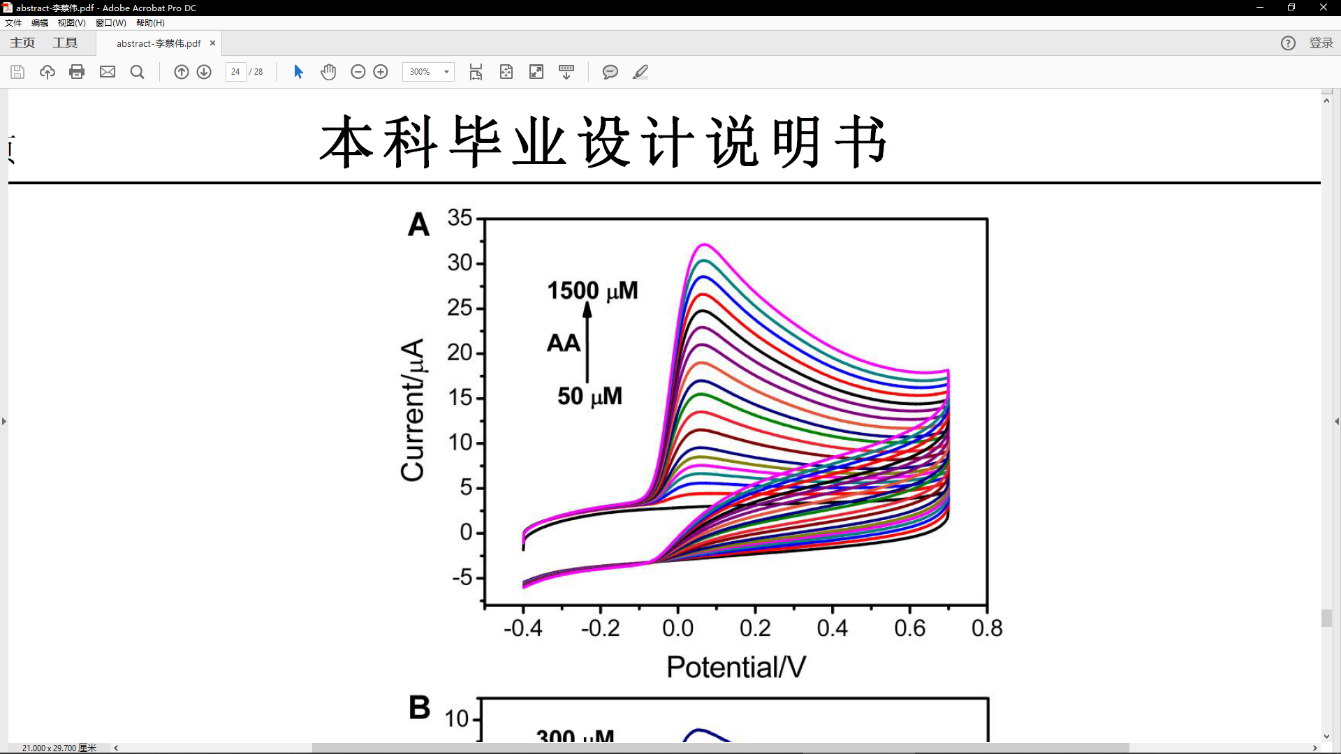 abstract-李蔡伟.pdf - Adobe Acrobat Pro DC
文件 编辑 视图(V) 窗口(W) 帮助(H)
主页 工具 abstract-李蔡伟.pdf × 登录
24 / 28 300%
本科毕业设计说明书
A
35
30
25
20
15
10
5
0
-5
Current/μA
1500 μM
AA
50 μM
-0.4 -0.2 0.0 0.2 0.4 0.6 0.8
Potential/V
B
10
300 μM
21.000 x 29.700 厘米